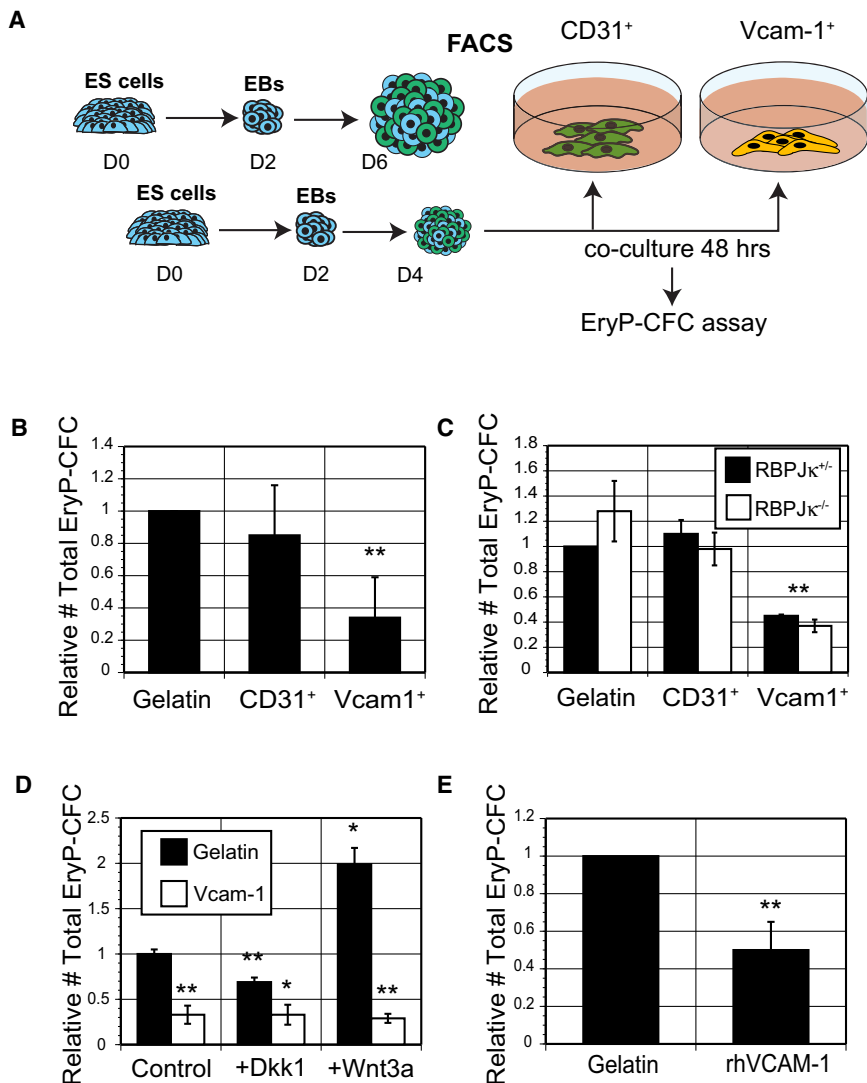 A
FACS
CD31⁺
Vcam-1⁺
ES cells
EBs
D0
D2
D6
ES cells
EBs
D0
D2
D4
co-culture 48 hrs
EryP-CFC assay
B
Relative # Total EryP-CFC
1.4
1.2
1
0.8
0.6
0.4
0.2
0
**
Gelatin
CD31⁺
Vcam1⁺
C
Relative # Total EryP-CFC
1.8
1.6
1.4
1.2
1
0.8
0.6
0.4
0.2
0
RBPJκ⁺/⁻
RBPJκ⁻/⁻
**
Gelatin
CD31⁺
Vcam1⁺
D
Relative # Total EryP-CFC
2.5
2
1.5
1
0.5
0
Gelatin
Vcam-1
**
**
*
*
**
Control
+Dkk1
+Wnt3a
E
Relative # Total EryP-CFC
1.2
1
0.8
0.6
0.4
0.2
0
**
Gelatin
rhVCAM-1